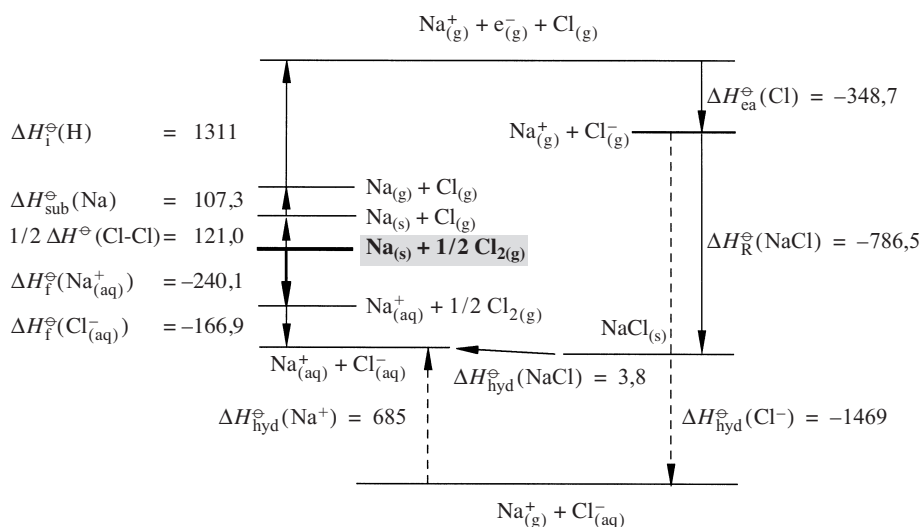 Na⁺(g) + e⁻(g) + Cl(g)
ΔH⊖ea(Cl) = –348,7
Na⁺(g) + Cl⁻(g)
ΔH⊖i(H) = 1311
Na(g) + Cl(g)
ΔH⊖sub(Na) = 107,3
Na(s) + Cl(g)
1/2 ΔH⊖(Cl-Cl)= 121,0
Na(s) + 1/2 Cl2(g)
ΔH⊖R(NaCl) = –786,5
ΔH⊖f(Na⁺(aq)) =–240,1
Na⁺(aq) + 1/2 Cl2(g)
ΔH⊖f(Cl⁻(aq)) =–166,9
NaCl(s)
Na⁺(aq) + Cl⁻(aq)
ΔH⊖hyd(NaCl) = 3,8
ΔH⊖hyd(Na⁺) = 685
ΔH⊖hyd(Cl⁻) = –1469
Na⁺(g) + Cl⁻(aq)